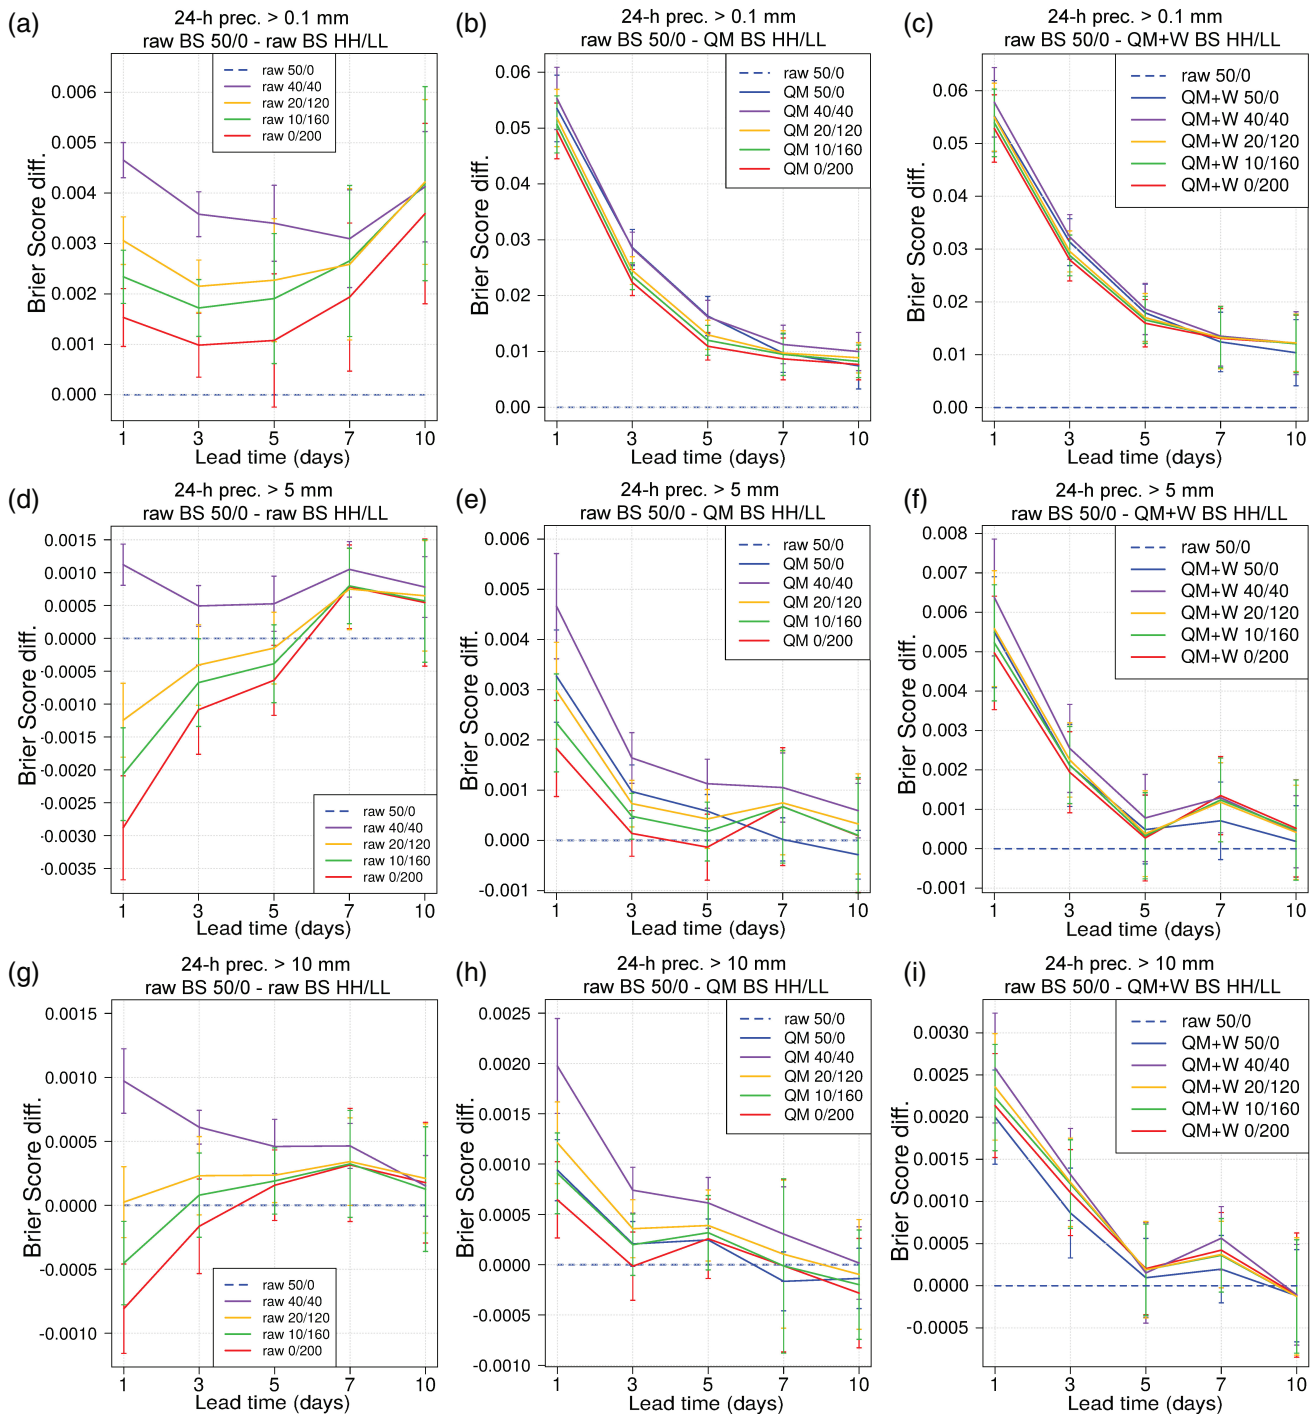 (a)
24-h prec. > 0.1 mm
raw BS 50/0 - raw BS HH/LL
raw 50/0
raw 40/40
raw 20/120
raw 10/160
raw 0/200
Brier Score diff.
0.006
0.005
0.004
0.003
0.002
0.001
0.000
1 3 5 7 10
Lead time (days)
(b)
24-h prec. > 0.1 mm
raw BS 50/0 - QM BS HH/LL
raw 50/0
QM 50/0
QM 40/40
QM 20/120
QM 10/160
QM 0/200
Brier Score diff.
0.06
0.05
0.04
0.03
0.02
0.01
0.00
1 3 5 7 10
Lead time (days)
(c)
24-h prec. > 0.1 mm
raw BS 50/0 - QM+W BS HH/LL
raw 50/0
QM+W 50/0
QM+W 40/40
QM+W 20/120
QM+W 10/160
QM+W 0/200
Brier Score diff.
0.06
0.05
0.04
0.03
0.02
0.01
0.00
1 3 5 7 10
Lead time (days)
(d)
24-h prec. > 5 mm
raw BS 50/0 - raw BS HH/LL
raw 50/0
raw 40/40
raw 20/120
raw 10/160
raw 0/200
Brier Score diff.
0.0015
0.0010
0.0005
0.0000
-0.0005
-0.0010
-0.0015
-0.0020
-0.0025
-0.0030
-0.0035
1 3 5 7 10
Lead time (days)
(e)
24-h prec. > 5 mm
raw BS 50/0 - QM BS HH/LL
raw 50/0
QM 50/0
QM 40/40
QM 20/120
QM 10/160
QM 0/200
Brier Score diff.
0.006
0.005
0.004
0.003
0.002
0.001
0.000
-0.001
1 3 5 7 10
Lead time (days)
(f)
24-h prec. > 5 mm
raw BS 50/0 - QM+W BS HH/LL
raw 50/0
QM+W 50/0
QM+W 40/40
QM+W 20/120
QM+W 10/160
QM+W 0/200
Brier Score diff.
0.008
0.007
0.006
0.005
0.004
0.003
0.002
0.001
0.000
-0.001
1 3 5 7 10
Lead time (days)
(g)
24-h prec. > 10 mm
raw BS 50/0 - raw BS HH/LL
raw 50/0
raw 40/40
raw 20/120
raw 10/160
raw 0/200
Brier Score diff.
0.0015
0.0010
0.0005
0.0000
-0.0005
-0.0010
1 3 5 7 10
Lead time (days)
(h)
24-h prec. > 10 mm
raw BS 50/0 - QM BS HH/LL
raw 50/0
QM 50/0
QM 40/40
QM 20/120
QM 10/160
QM 0/200
Brier Score diff.
0.0025
0.0020
0.0015
0.0010
0.0005
0.0000
-0.0005
-0.0010
1 3 5 7 10
Lead time (days)
(i)
24-h prec. > 10 mm
raw BS 50/0 - QM+W BS HH/LL
raw 50/0
QM+W 50/0
QM+W 40/40
QM+W 20/120
QM+W 10/160
QM+W 0/200
Brier Score diff.
0.0030
0.0025
0.0020
0.0015
0.0010
0.0005
0.0000
-0.0005
1 3 5 7 10
Lead time (days)